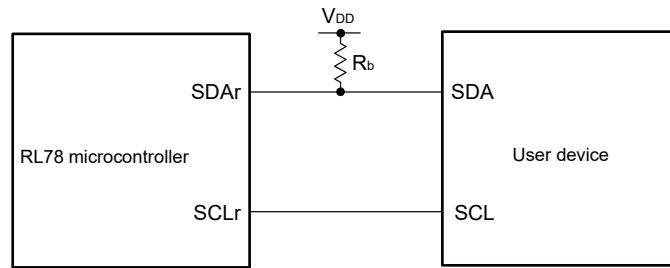 VDD
Rb
SDAr
SDA
RL78 microcontroller
User device
SCLr
SCL